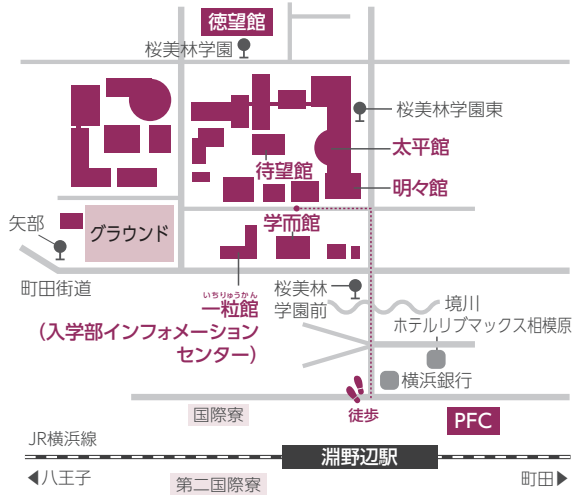 徳望館
桜美林学園
桜美林学園東
太平館
待望館
明々館
学而館
矢部
グラウンド
町田街道
いちりゅうかん
一粒館
(入学部インフォメーション
センター)
桜美林
学園前
境川
ホテルリブマックス相模原
横浜銀行
徒歩
国際寮
PFC
JR横浜線
淵野辺駅
◀八王子
第二国際寮
町田▶